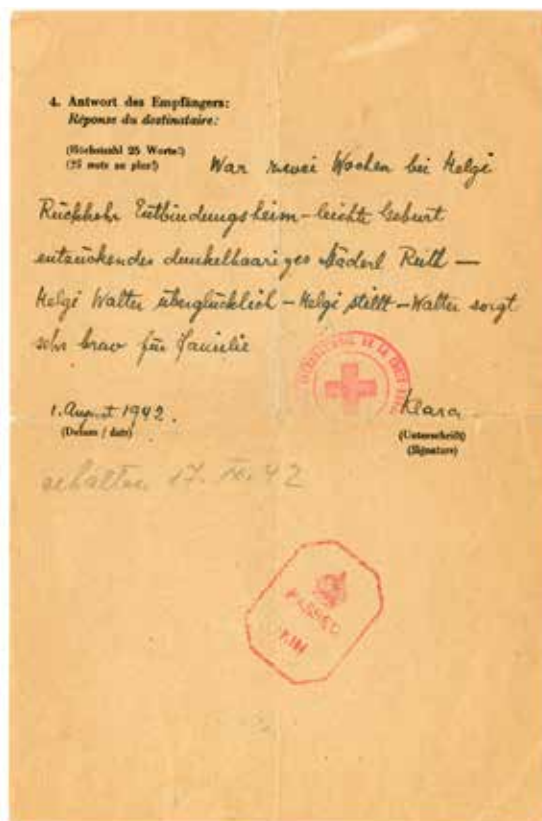 4. Antwort des Empfängers:
Réponse du destinataire:
(Höchstzahl 25 Worte!)
(25 mots au plus!)
War zwei Wochen bei Helgi
Rückkehr Entbindungsheim – leichte Geburt
entzückendes dunkelhaariges Maderl Ruth —
Helgi Walter überglücklich – Helgi stillt – Walter sorgt
sehr brav für Familie
1. August 1942.
(Datum / date)
Klara
(Unterschrift)
(Signature)
erhalten 17. IX. 42
PASSED